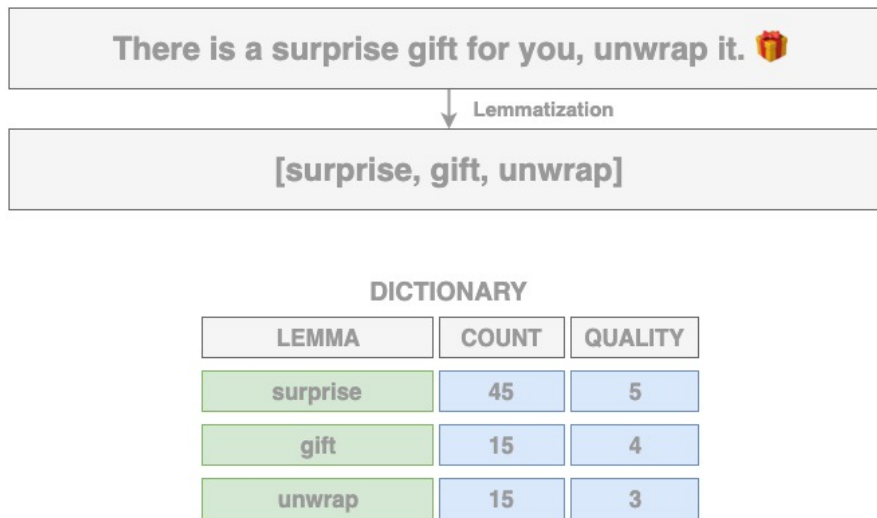 There is a surprise gift for you, unwrap it. 🎁
Lemmatization
[surprise, gift, unwrap]
DICTIONARY
LEMMA COUNT QUALITY
surprise 45 5
gift 15 4
unwrap 15 3